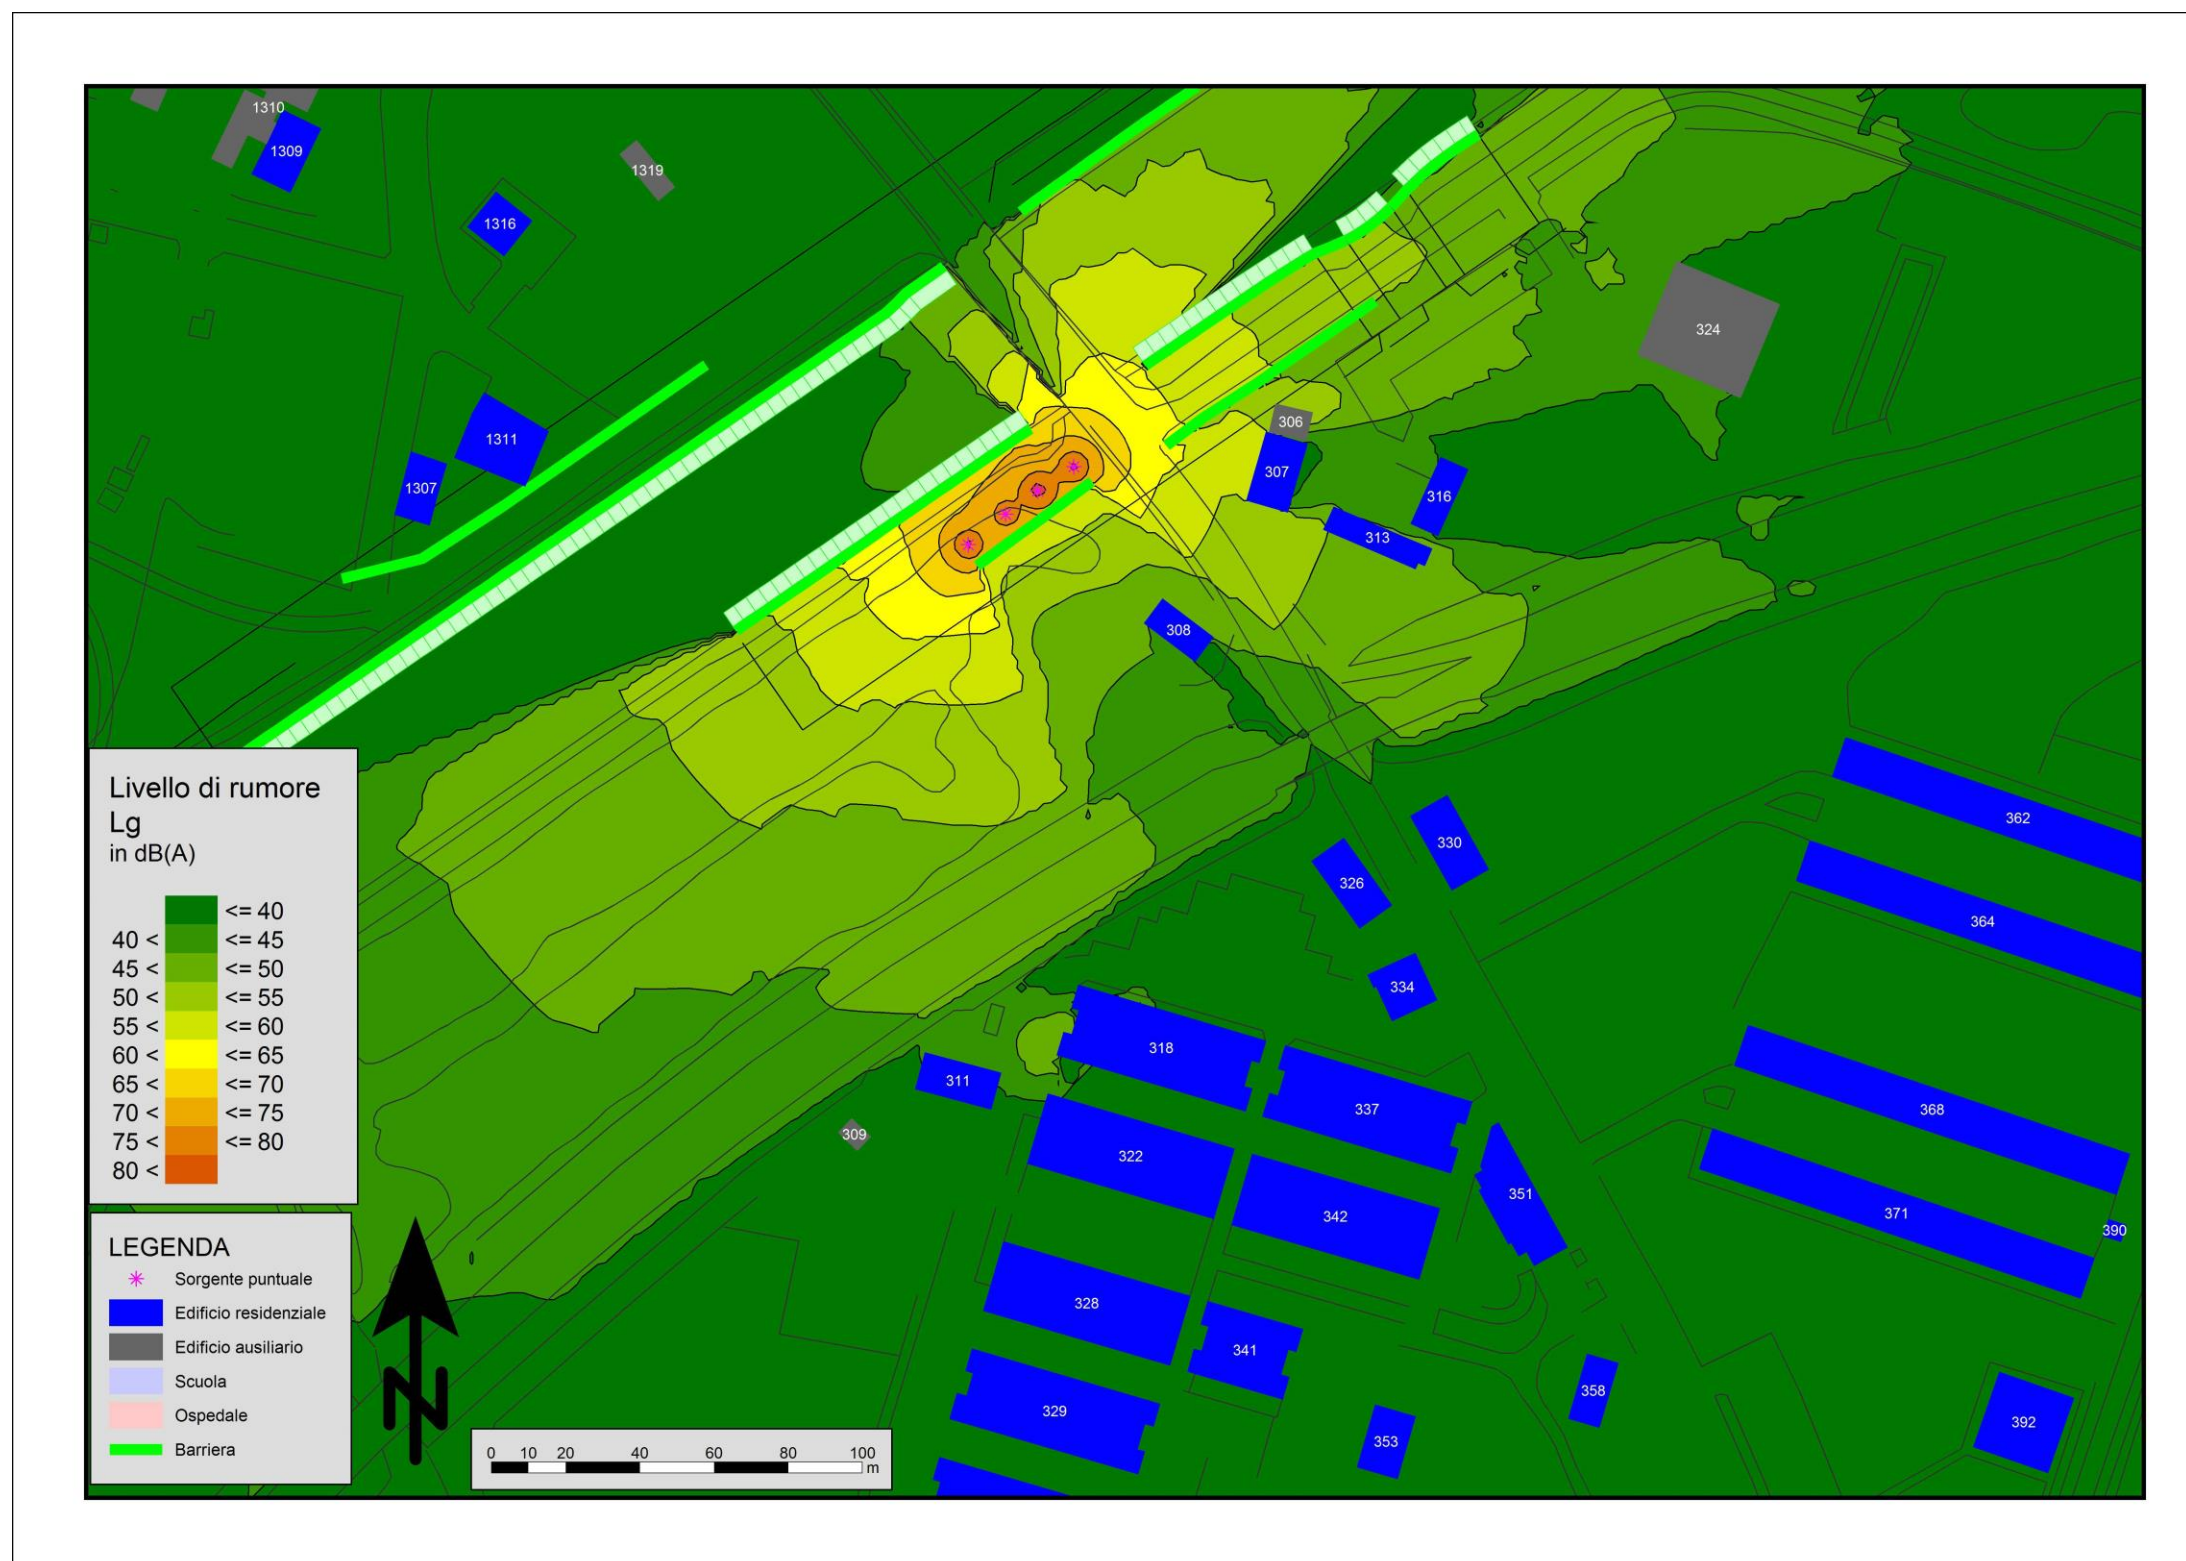 1310
1309
1319
1316
324
306
307
1311
1307
316
313
308
362
330
326
364
334
318
311
337
368
309
322
351
342
371
390
328
341
358
329
353
392
Livello di rumore
Lg
in dB(A)
<= 40
40 < <= 45
45 < <= 50
50 < <= 55
55 < <= 60
60 < <= 65
65 < <= 70
70 < <= 75
75 < <= 80
80 <
LEGENDA
Sorgente puntuale
Edificio residenziale
Edificio ausiliario
Scuola
Ospedale
Barriera
N
0 10 20 40 60 80 100
m